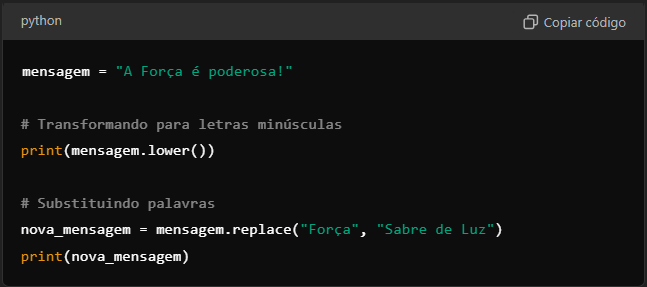 python
Copiar código
mensagem = "A Força é poderosa!"
# Transformando para letras minúsculas
print(mensagem.lower())
# Substituindo palavras
nova_mensagem = mensagem.replace("Força", "Sabre de Luz")
print(nova_mensagem)